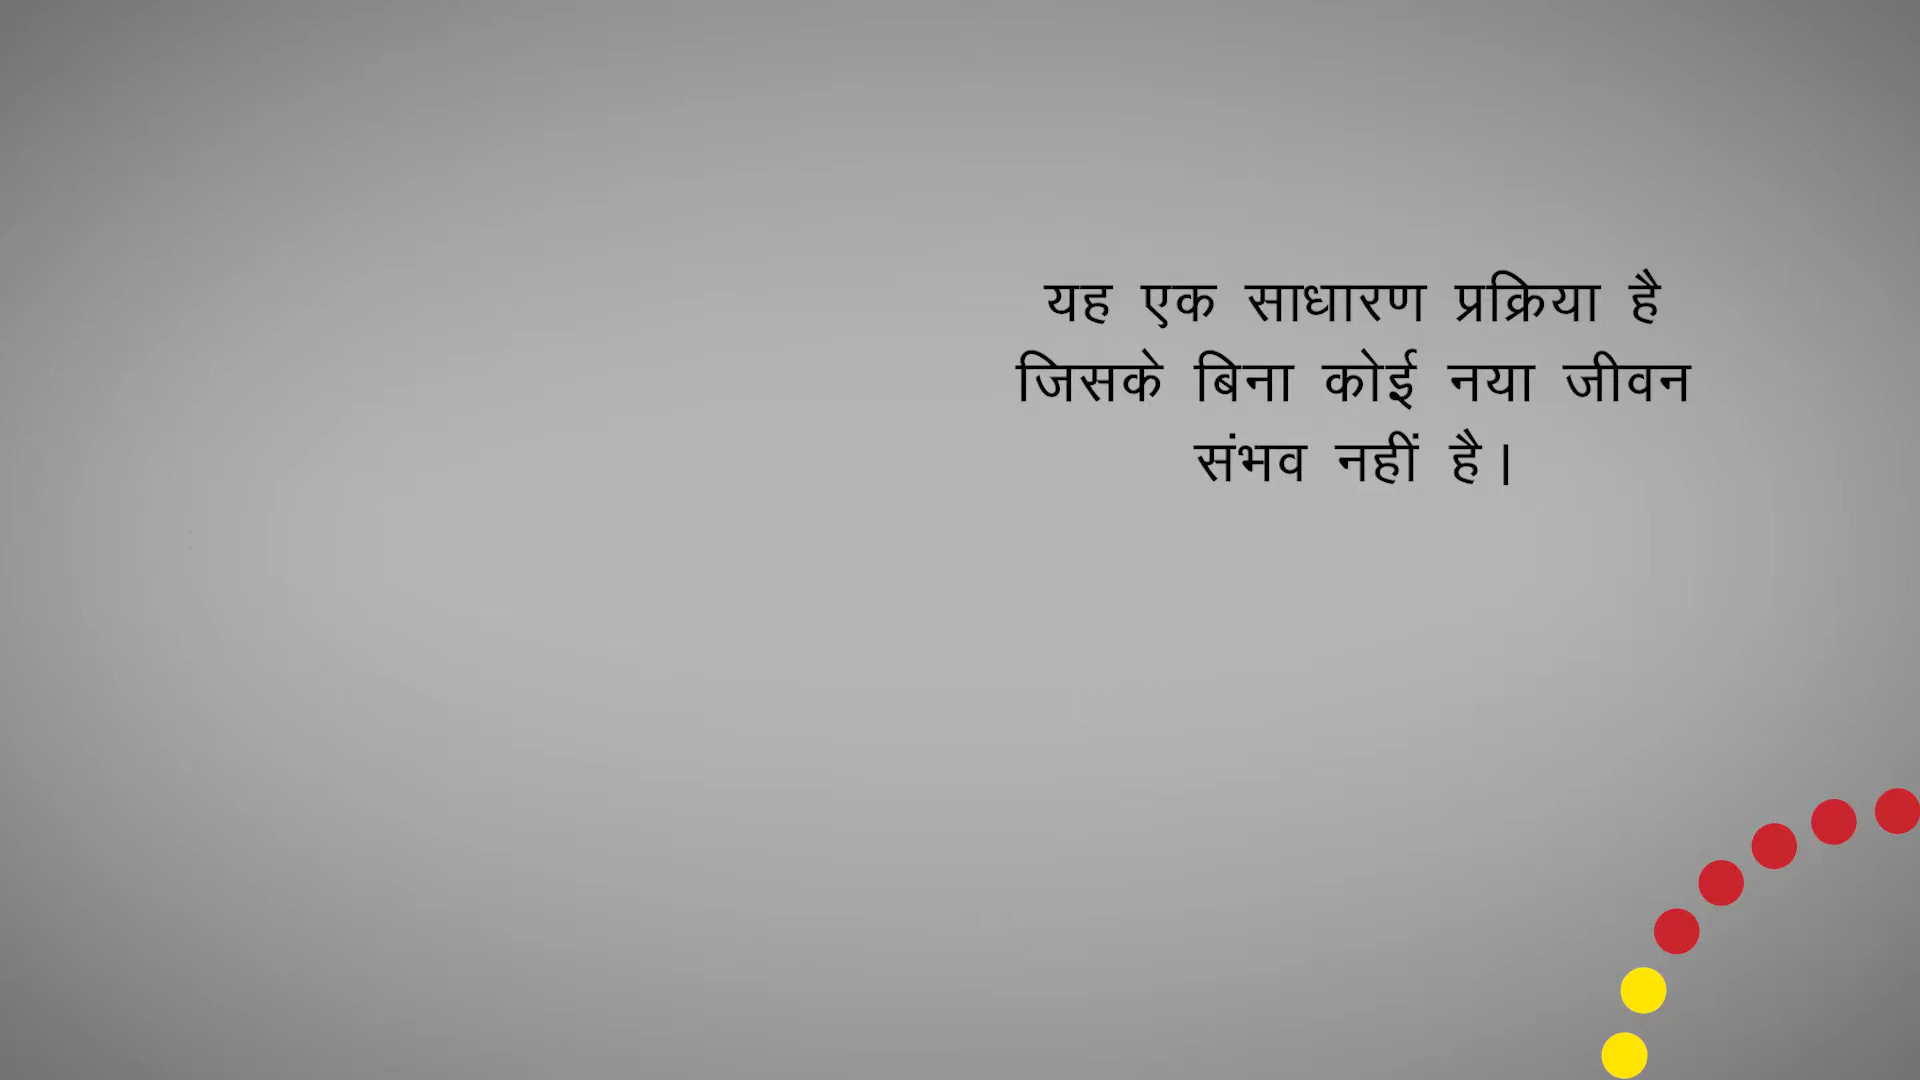 यह एक साधारण प्रक्रिया है
जिसके बिना कोई नया जीवन
संभव नहीं है।